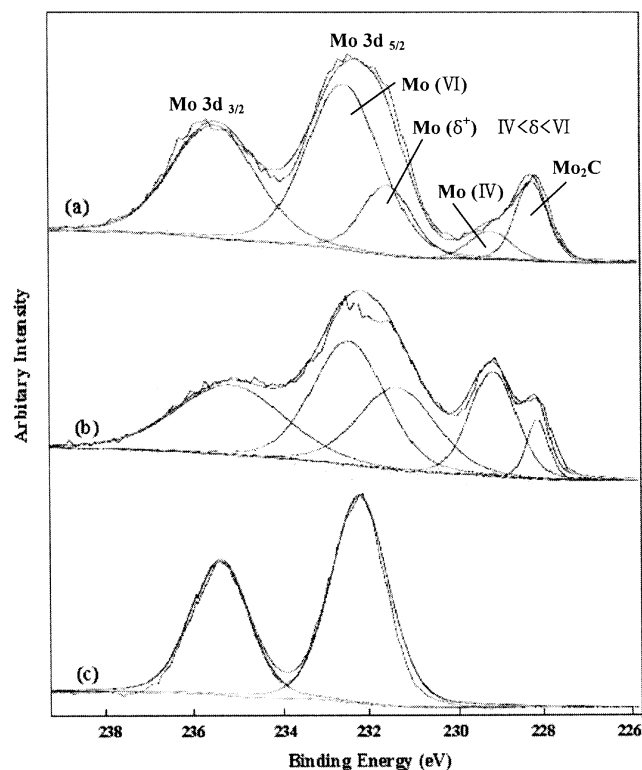 Mo 3d 5/2
Mo 3d 3/2
Mo (VI)
Mo (δ⁺) Ⅳ<δ<Ⅵ
Mo₂C
Mo (Ⅳ)
(a)
(b)
(c)
Arbitary Intensity
238 236 234 232 230 228 226
Binding Energy (eV)